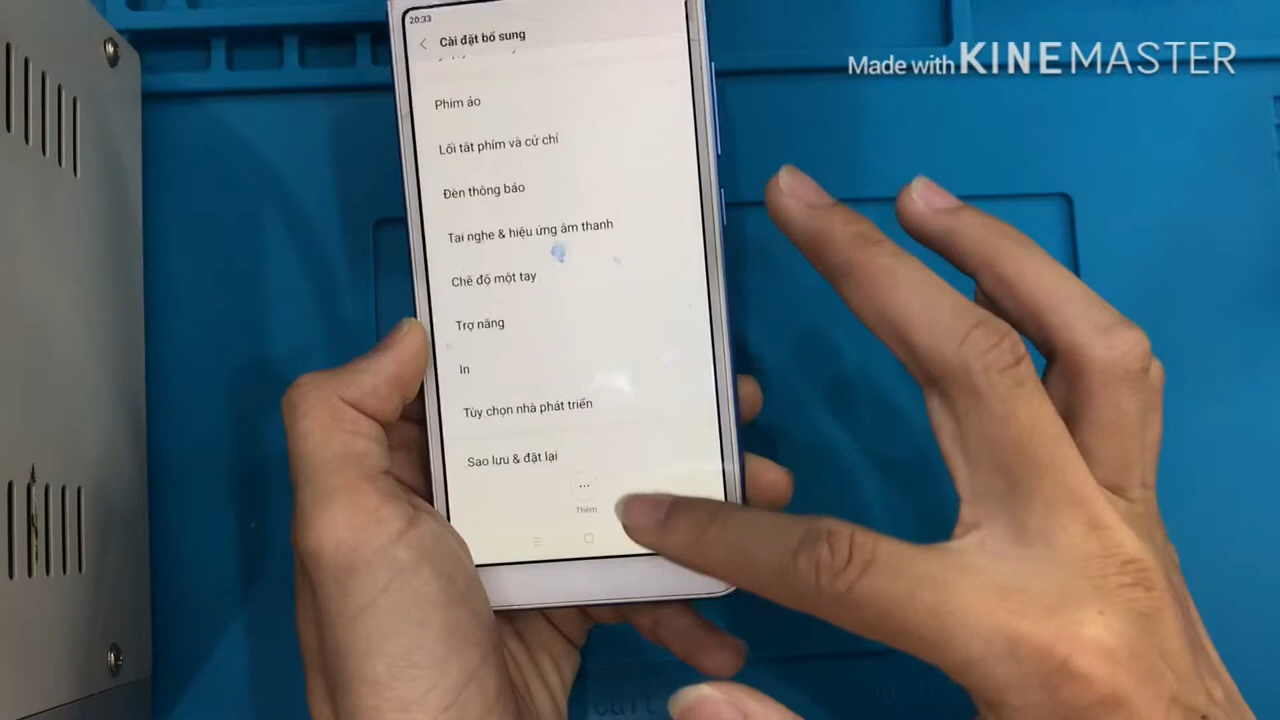 20:33
Cài đặt bổ sung
Made with KINEMASTER
Phím ảo
Lối tắt phím và cử chỉ
Đèn thông báo
Tai nghe & hiệu ứng âm thanh
Chế độ một tay
Trợ năng
In
Tùy chọn nhà phát triển
Sao lưu & đặt lại
Thêm